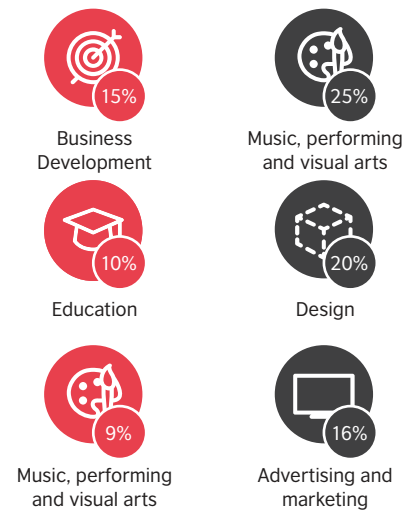 15%
Business
Development
25%
Music, performing
and visual arts
10%
Education
20%
Design
9%
Music, performing
and visual arts
16%
Advertising and
marketing